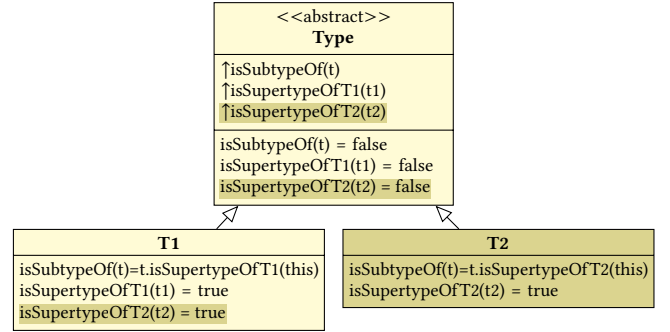 <<abstract>>
Type
↑isSubtypeOf(t)
↑isSupertypeOfT1(t1)
↑isSupertypeOfT2(t2)
isSubtypeOf(t) = false
isSupertypeOfT1(t1) = false
isSupertypeOfT2(t2) = false
T1
isSubtypeOf(t)=t.isSupertypeOfT1(this)
isSupertypeOfT1(t1) = true
isSupertypeOfT2(t2) = true
T2
isSubtypeOf(t)=t.isSupertypeOfT2(this)
isSupertypeOfT2(t2) = true